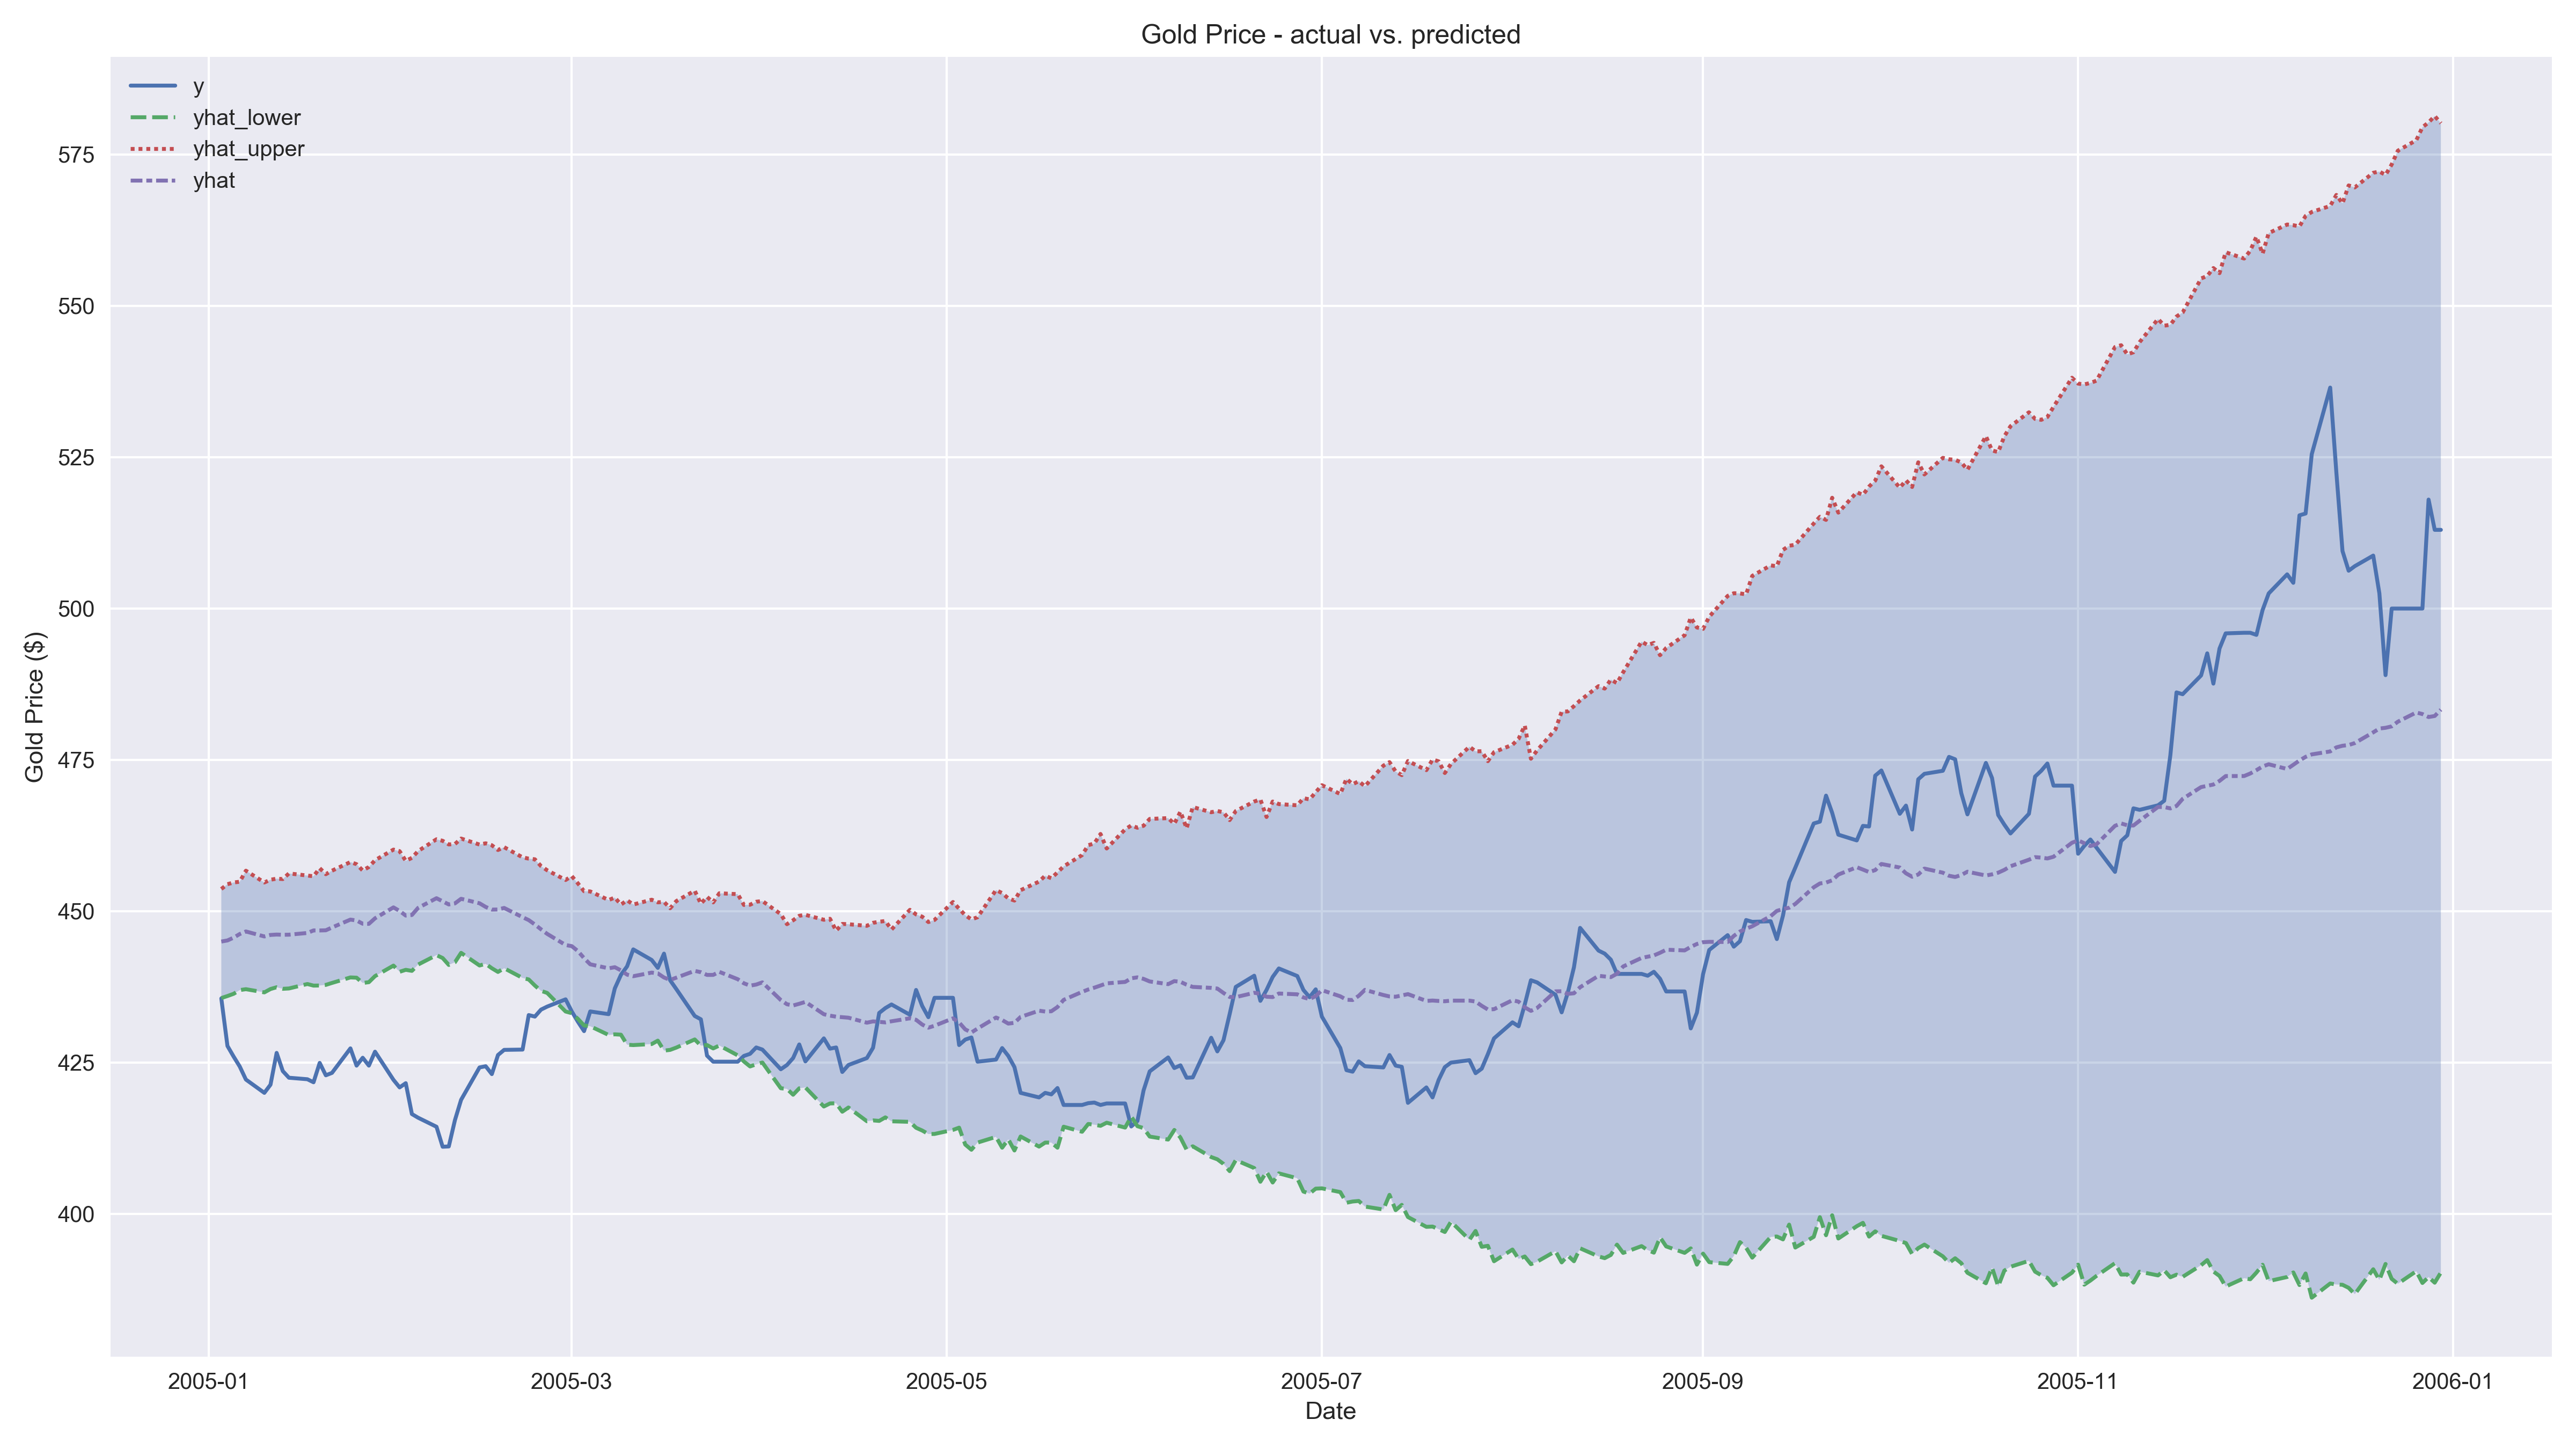 Gold Price - actual vs. predicted
y
yhat_lower
yhat_upper
yhat
575
550
525
500
475
450
425
400
Gold Price ($)
2005-01
2005-03
2005-05
2005-07
2005-09
2005-11
2006-01
Date